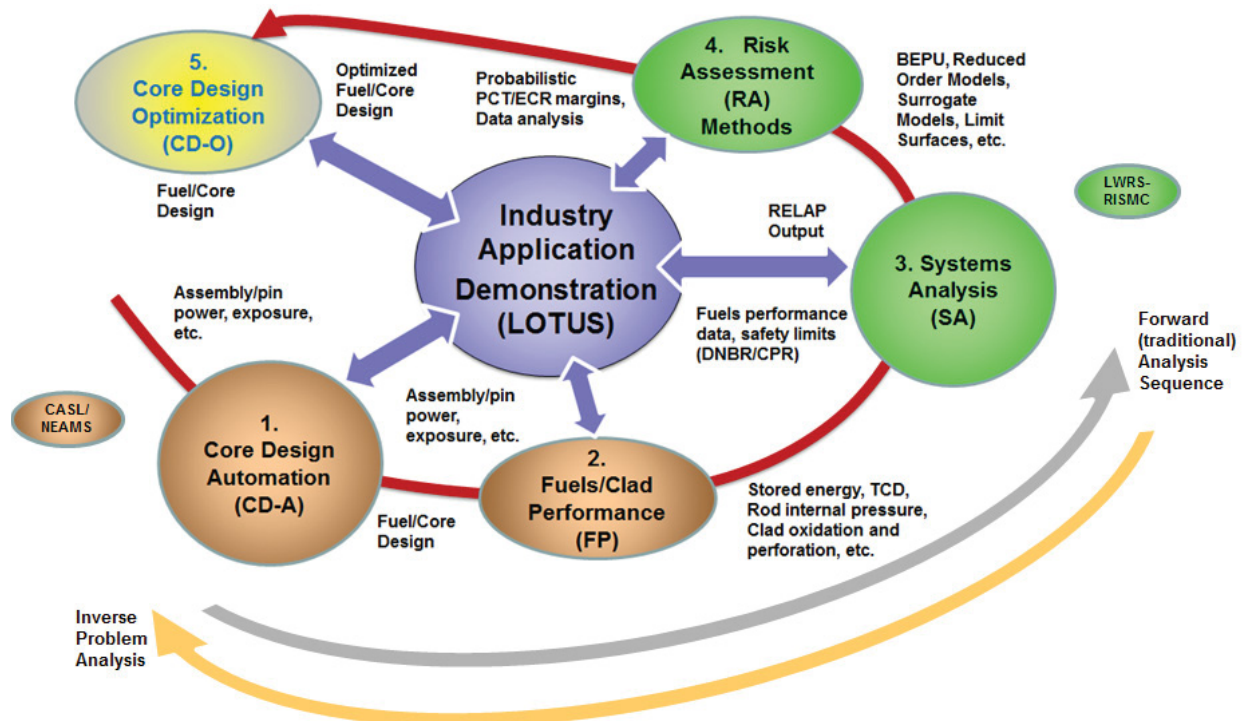 5.
Core Design
Optimization
(CD-O)
Optimized
Fuel/Core
Design
Probabilistic
PCT/ECR margins,
Data analysis
4. Risk
Assessment
(RA)
Methods
BEPU, Reduced
Order Models,
Surrogate
Models, Limit
Surfaces, etc.
Fuel/Core
Design
LWRS-
RISMC
Industry
Application
Demonstration
(LOTUS)
RELAP
Output
3. Systems
Analysis
(SA)
Assembly/pin
power, exposure,
etc.
Fuels performance
data, safety limits
(DNBR/CPR)
Forward
(traditional)
Analysis
Sequence
CASL/
NEAMS
1.
Core Design
Automation
(CD-A)
Assembly/pin
power,
exposure, etc.
2.
Fuels/Clad
Performance
(FP)
Fuel/Core
Design
Stored energy, TCD,
Rod internal pressure,
Clad oxidation and
perforation, etc.
Inverse
Problem
Analysis